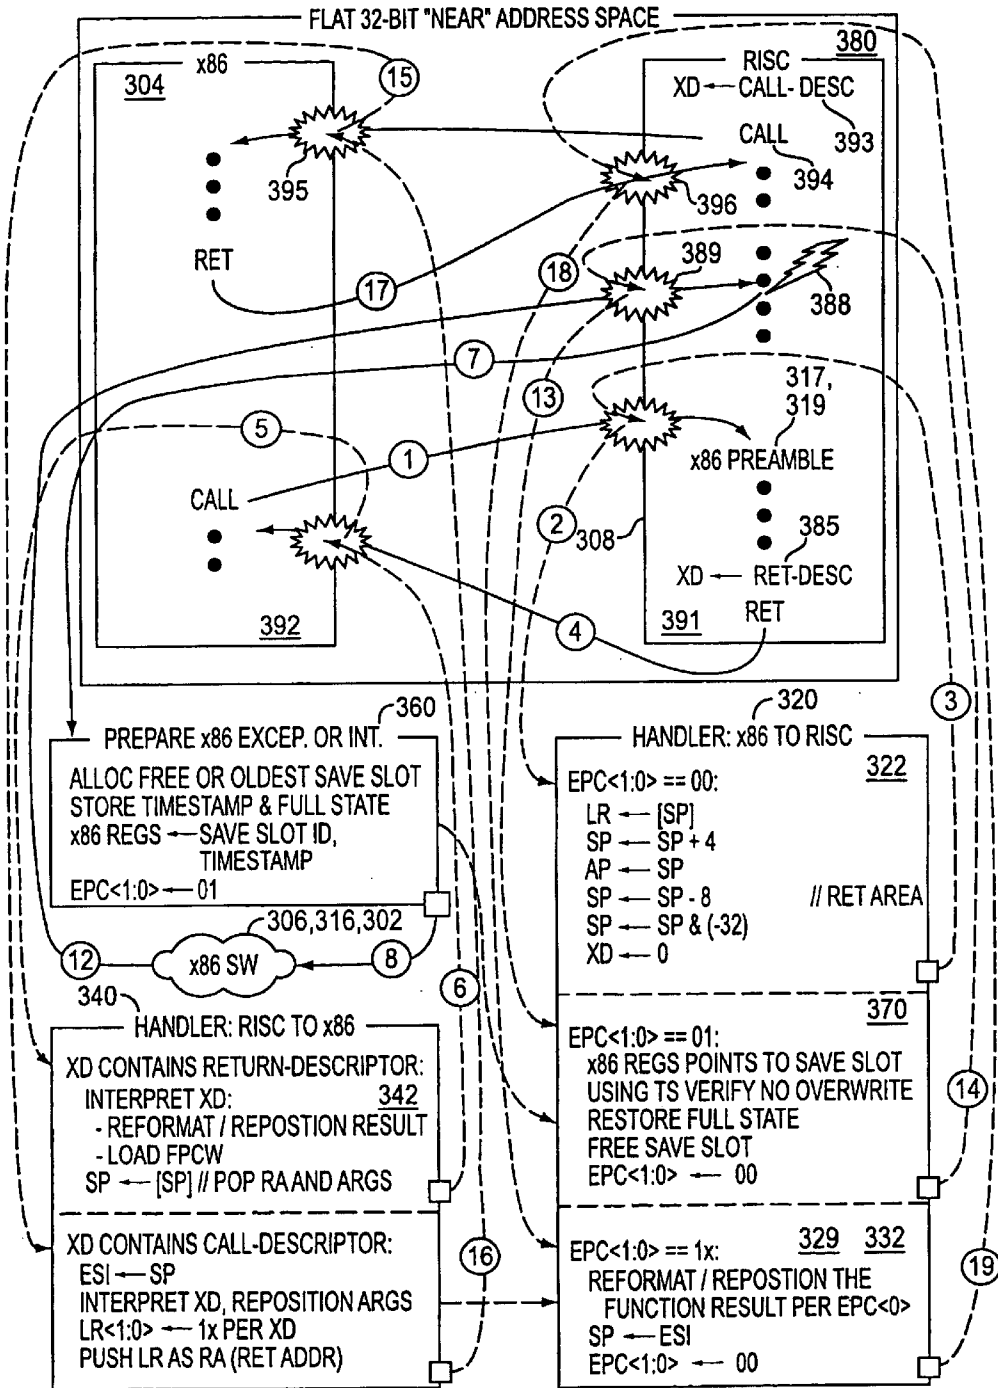 FLAT 32-BIT "NEAR" ADDRESS SPACE
x86
304
15
395
RET
17
7
5
1
CALL
392
380
RISC
XD ← CALL-DESC
393
CALL
394
396
18
389
388
13
317,
319
x86 PREAMBLE
2
308
385
XD ← RET-DESC
RET
391
4
3
360
PREPARE x86 EXCEP. OR INT.
ALLOC FREE OR OLDEST SAVE SLOT
STORE TIMESTAMP & FULL STATE
x86 REGS ← SAVE SLOT ID,
TIMESTAMP
EPC<1:0> ← 01
306,316,302
12
x86 SW
8
6
340
HANDLER: RISC TO x86
XD CONTAINS RETURN-DESCRIPTOR:
INTERPRET XD:
342
- REFORMAT / REPOSTION RESULT
- LOAD FPCW
SP ← [SP] // POP RA AND ARGS
XD CONTAINS CALL-DESCRIPTOR:
ESI ← SP
16
INTERPRET XD, REPOSITION ARGS
LR<1:0> ← 1x PER XD
PUSH LR AS RA (RET ADDR)
320
HANDLER: x86 TO RISC
322
EPC<1:0> == 00:
LR ← [SP]
SP ← SP + 4
AP ← SP
SP ← SP - 8 // RET AREA
SP ← SP & (-32)
XD ← 0
370
EPC<1:0> == 01:
x86 REGS POINTS TO SAVE SLOT
USING TS VERIFY NO OVERWRITE
RESTORE FULL STATE
FREE SAVE SLOT
EPC<1:0> ← 00
14
EPC<1:0> == 1x:
329 332
REFORMAT / REPOSTION THE
FUNCTION RESULT PER EPC<0>
SP ← ESI
EPC<1:0> ← 00
19